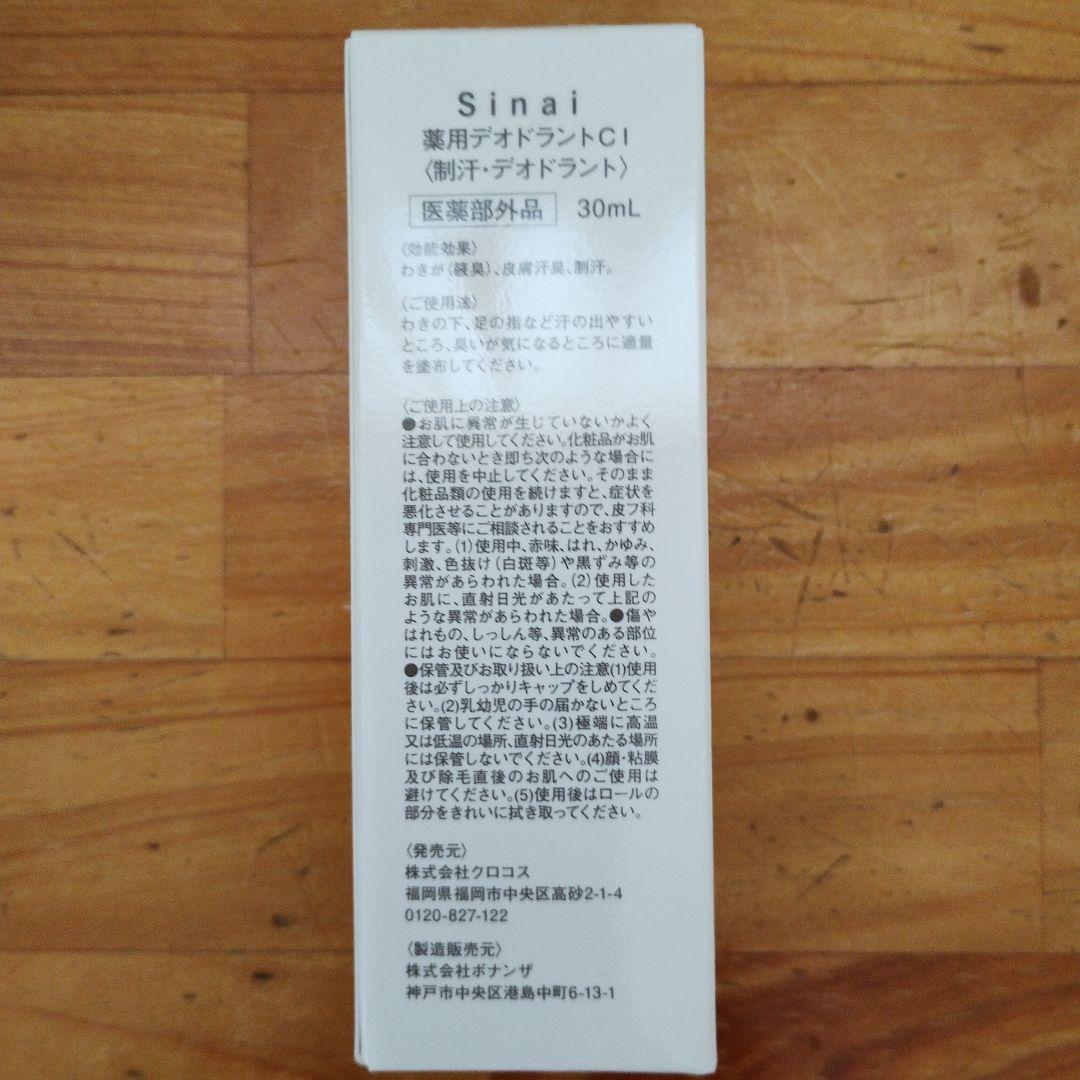 Sinai
薬用デオドラントCI
〈制汗・デオドラント〉
医薬部外品 30mL
〈効能効果〉
わきが(液臭)、皮膚汗臭、制汗。
〈ご使用法〉
わきの下、足の指など汗の出やすい
ところ、臭いが気になるところに適量
を塗布してください。
〈ご使用上の注意〉
●お肌に異常が生じていないかよく
注意して使用してください。化粧品がお肌
に合わないとき即ち次のような場合に
は、使用を中止してください。そのまま
化粧品類の使用を続けますと、症状を
悪化させることがありますので、皮フ科
専門医等にご相談されることをおすすめ
します。(1)使用中、赤味、はれ、かゆみ、
刺激、色抜け(白斑等)や黒ずみ等の
異常があらわれた場合。(2)使用した
お肌に、直射日光があたって上記の
ような異常があらわれた場合。●傷や
はれもの、しっしん等、異常のある部位
にはお使いにならないでください。
●保管及びお取り扱い上の注意(1)使用
後は必ずしっかりキャップをしめてくだ
さい。(2)乳幼児の手の届かないところ
に保管してください。(3)極端に高温
又は低温の場所、直射日光のあたる場所
には保管しないでください。(4)顔・粘膜
及び除毛直後のお肌へのご使用は
避けてください。(5)使用後はロールの
部分をきれいに拭き取ってください。
〈発売元〉
株式会社クロコス
福岡県福岡市中央区高砂2-1-4
0120-827-122
〈製造販売元〉
株式会社ボナンザ
神戸市中央区港島中町6-13-1